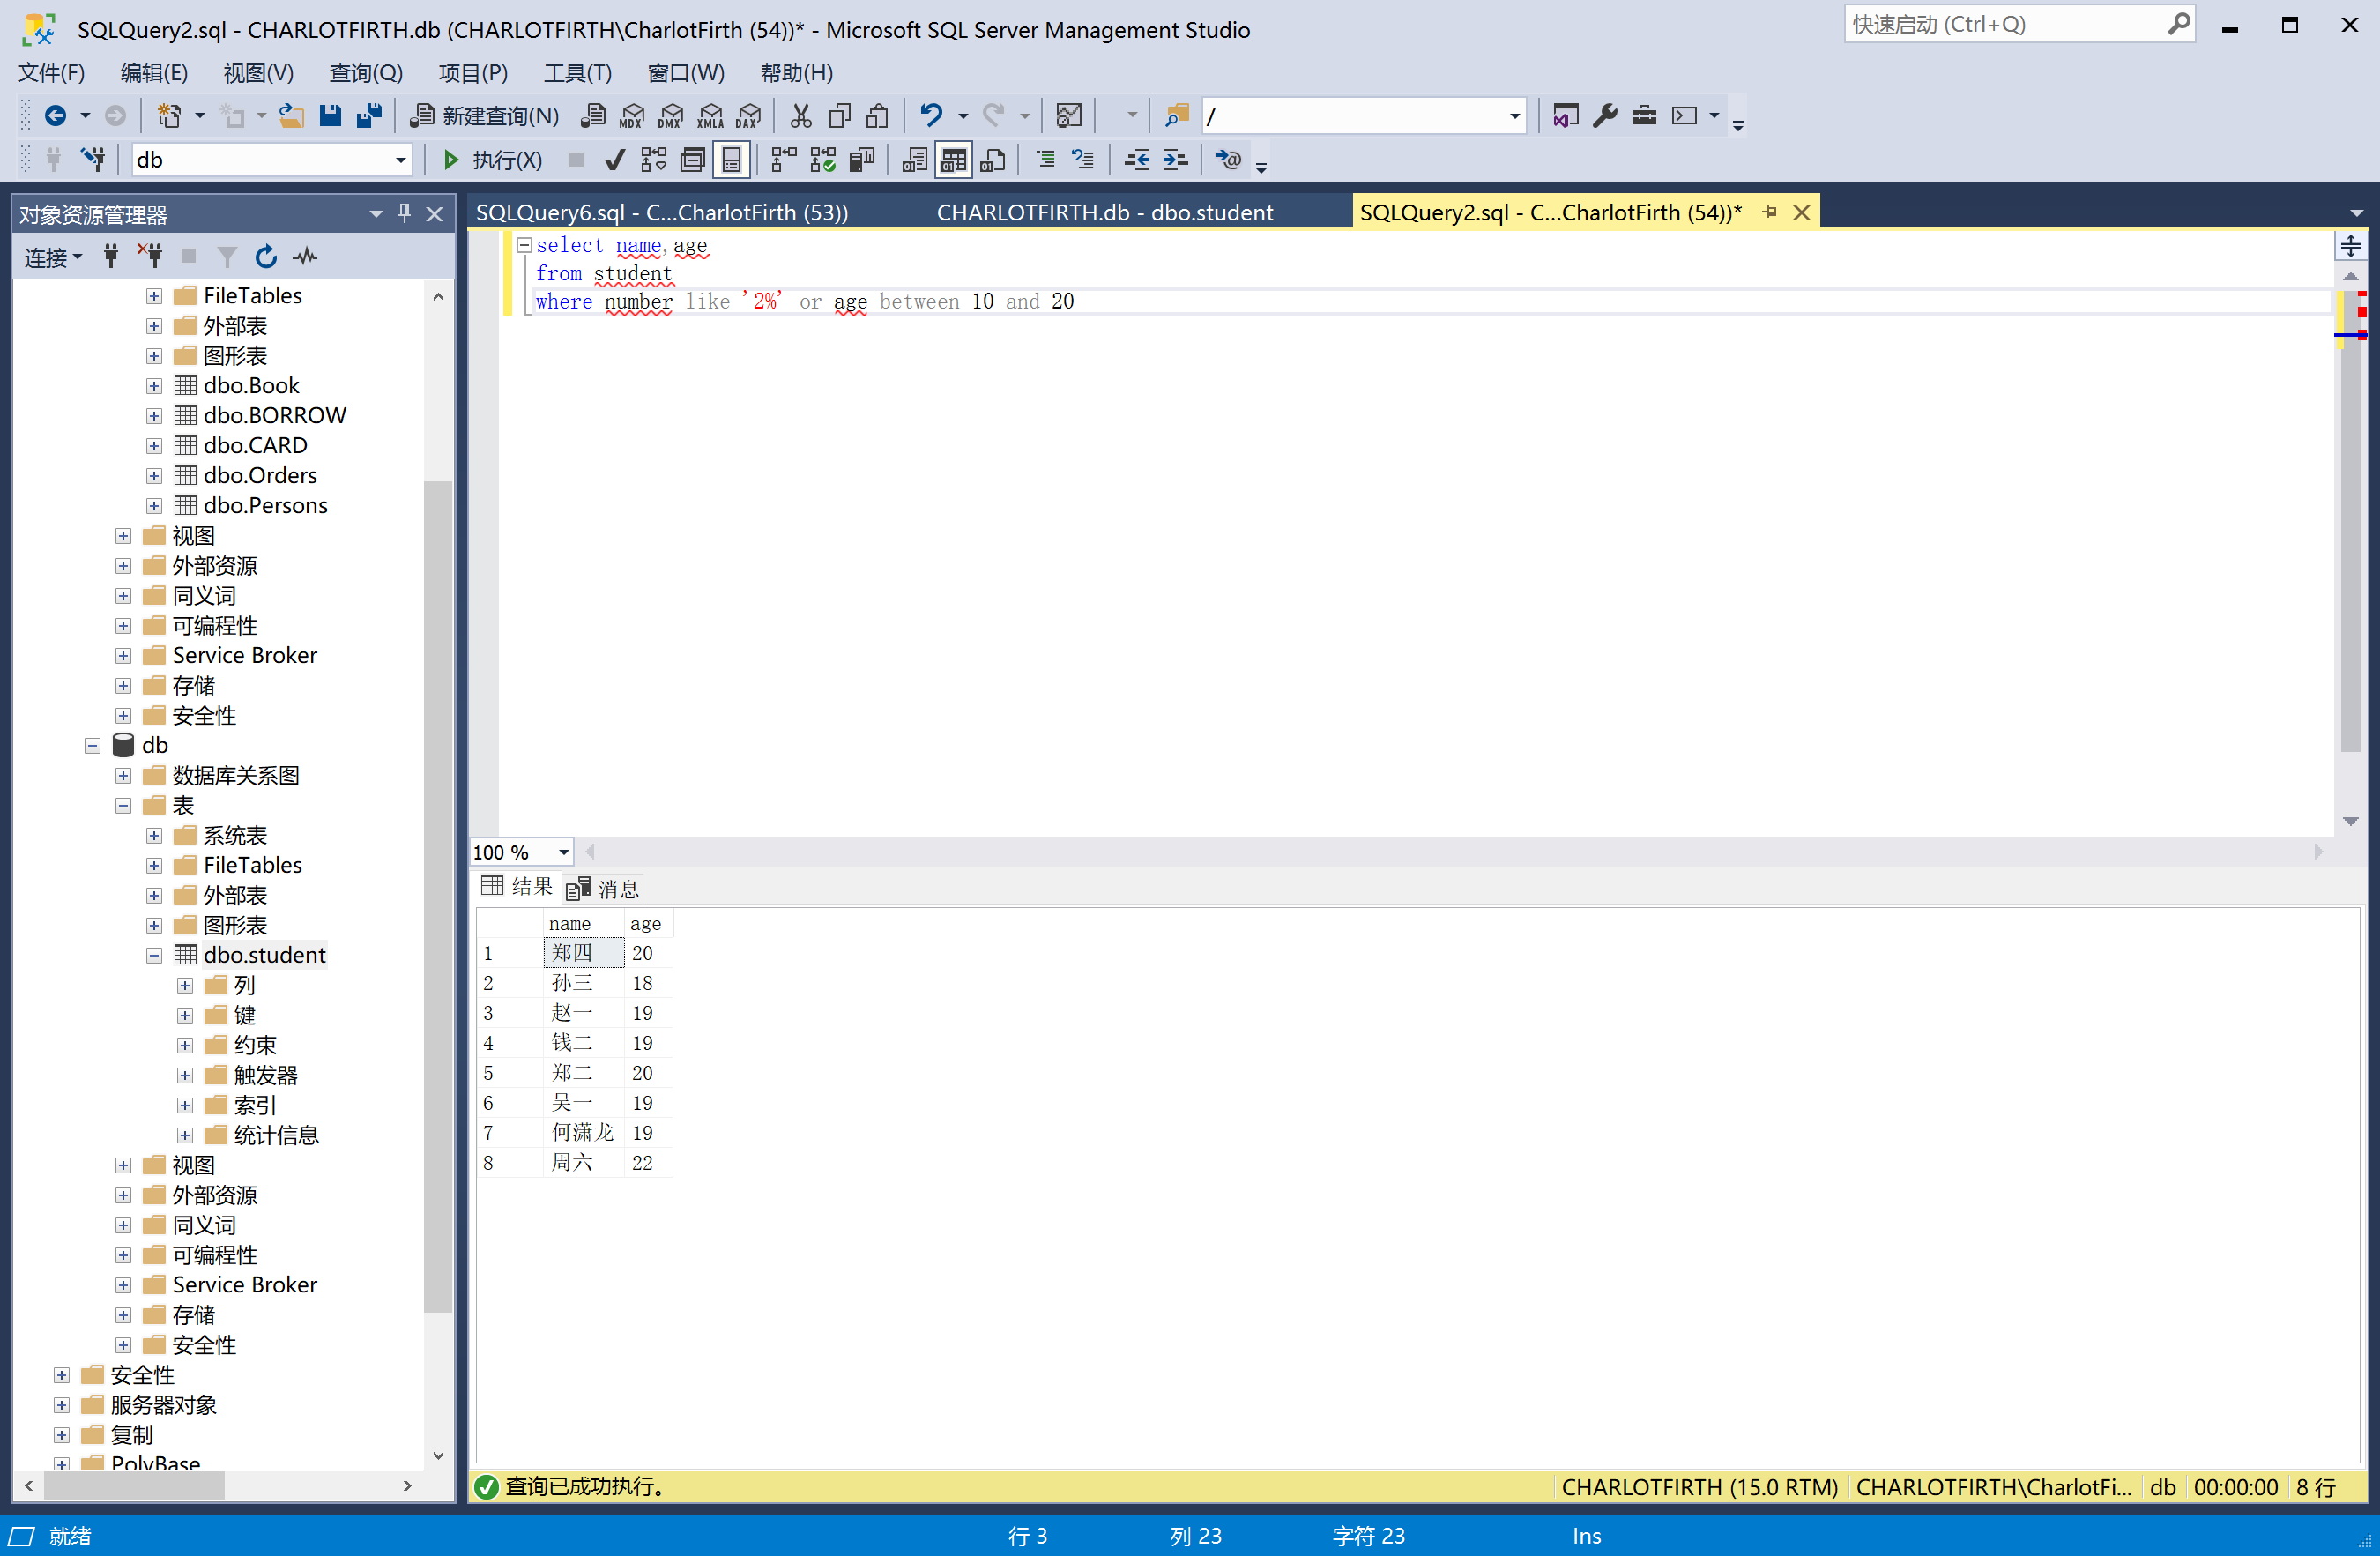 SQLQuery2.sql - CHARLOTFIRTH.db (CHARLOTFIRTH\CharlotFirth (54))* - Microsoft SQL Server Management Studio
快速启动 (Ctrl+Q)
文件(F) 编辑(E) 视图(V) 查询(Q) 项目(P) 工具(T) 窗口(W) 帮助(H)
新建查询(N) MDX DMX XMLA DAX /
db 执行(X)
对象资源管理器
连接
FileTables
外部表
图形表
dbo.Book
dbo.BORROW
dbo.CARD
dbo.Orders
dbo.Persons
视图
外部资源
同义词
可编程性
Service Broker
存储
安全性
db
数据库关系图
表
系统表
FileTables
外部表
图形表
dbo.student
列
键
约束
触发器
索引
统计信息
视图
外部资源
同义词
可编程性
Service Broker
存储
安全性
安全性
服务器对象
复制
PolyBase
SQLQuery6.sql - C...CharlotFirth (53)) CHARLOTFIRTH.db - dbo.student SQLQuery2.sql - C...CharlotFirth (54))*
select name,age
from student
where number like '2%' or age between 10 and 20
100 %
结果 消息
name age
1 郑四 20
2 孙三 18
3 赵一 19
4 钱二 19
5 郑二 20
6 吴一 19
7 何潇龙 19
8 周六 22
查询已成功执行。 CHARLOTFIRTH (15.0 RTM) CHARLOTFIRTH\CharlotFi... db 00:00:00 8 行
就绪 行 3 列 23 字符 23 Ins